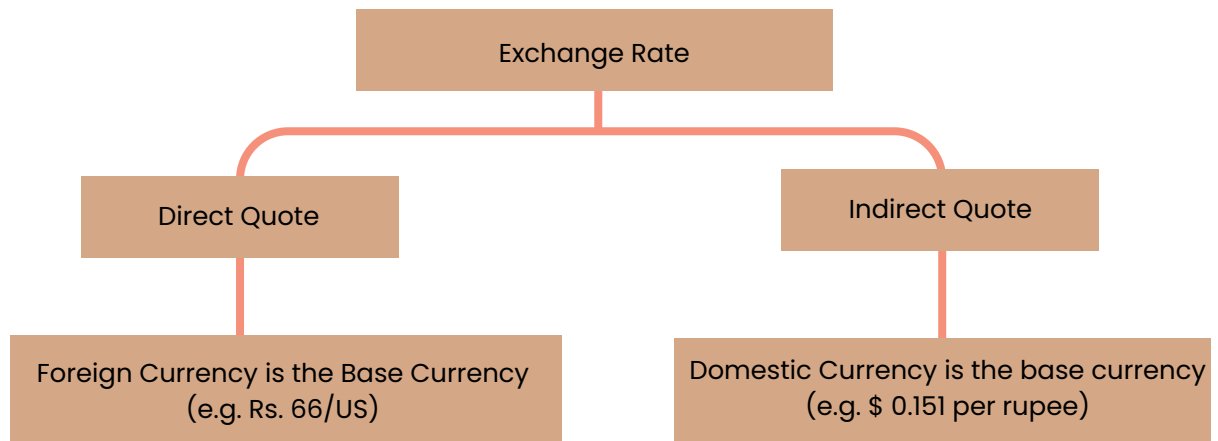 Exchange Rate
Direct Quote
Indirect Quote
Foreign Currency is the Base Currency
(e.g. Rs. 66/US)
Domestic Currency is the base currency
(e.g. $ 0.151 per rupee)